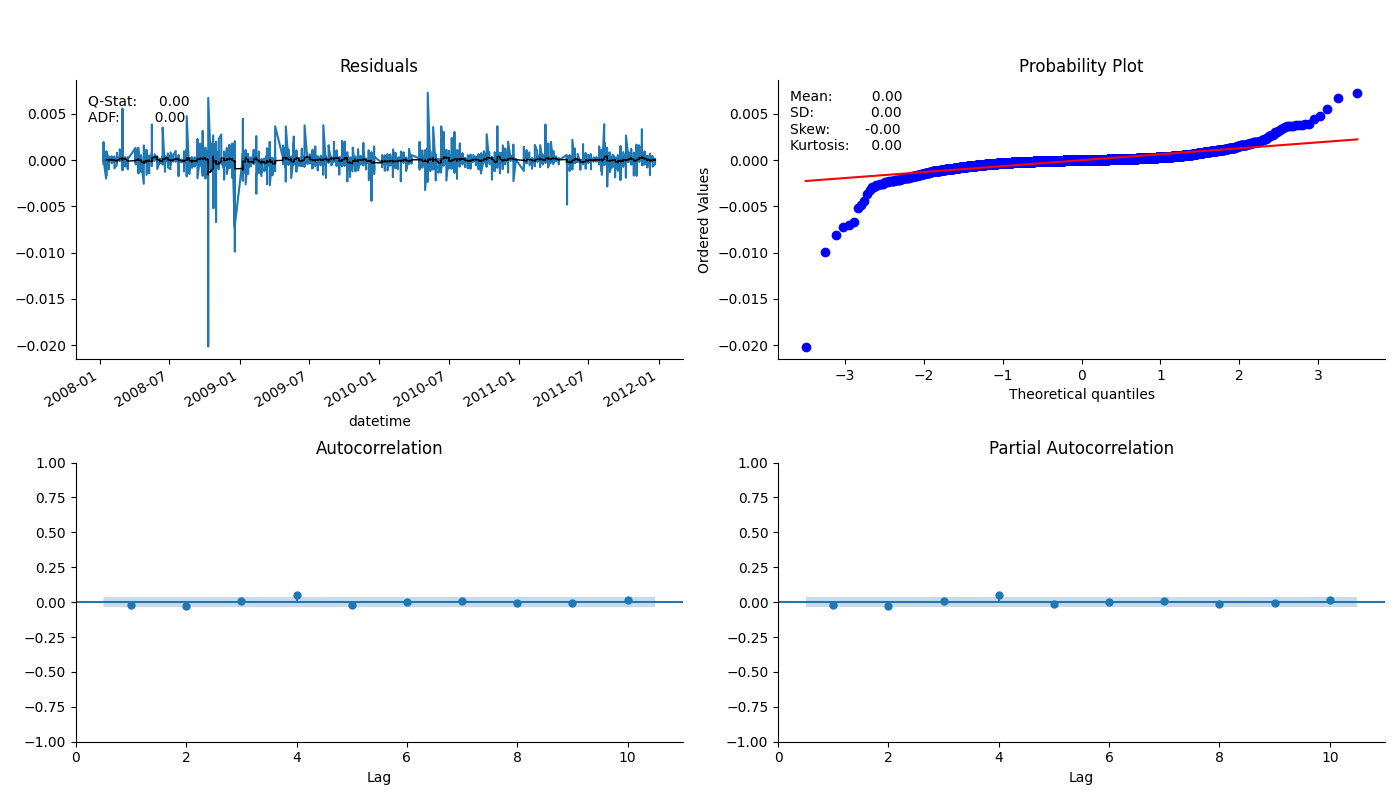 Residuals
Q-Stat: 0.00
ADF: 0.00
0.005
0.000
−0.005
−0.010
−0.015
−0.020
2008-01 2008-07 2009-01 2009-07 2010-01 2010-07 2011-01 2011-07 2012-01
datetime
Probability Plot
Mean: 0.00
SD: 0.00
Skew: -0.00
Kurtosis: 0.00
Ordered Values
0.005
0.000
−0.005
−0.010
−0.015
−0.020
−3 −2 −1 0 1 2 3
Theoretical quantiles
Autocorrelation
1.00
0.75
0.50
0.25
0.00
−0.25
−0.50
−0.75
−1.00
0 2 4 6 8 10
Lag
Partial Autocorrelation
1.00
0.75
0.50
0.25
0.00
−0.25
−0.50
−0.75
−1.00
0 2 4 6 8 10
Lag